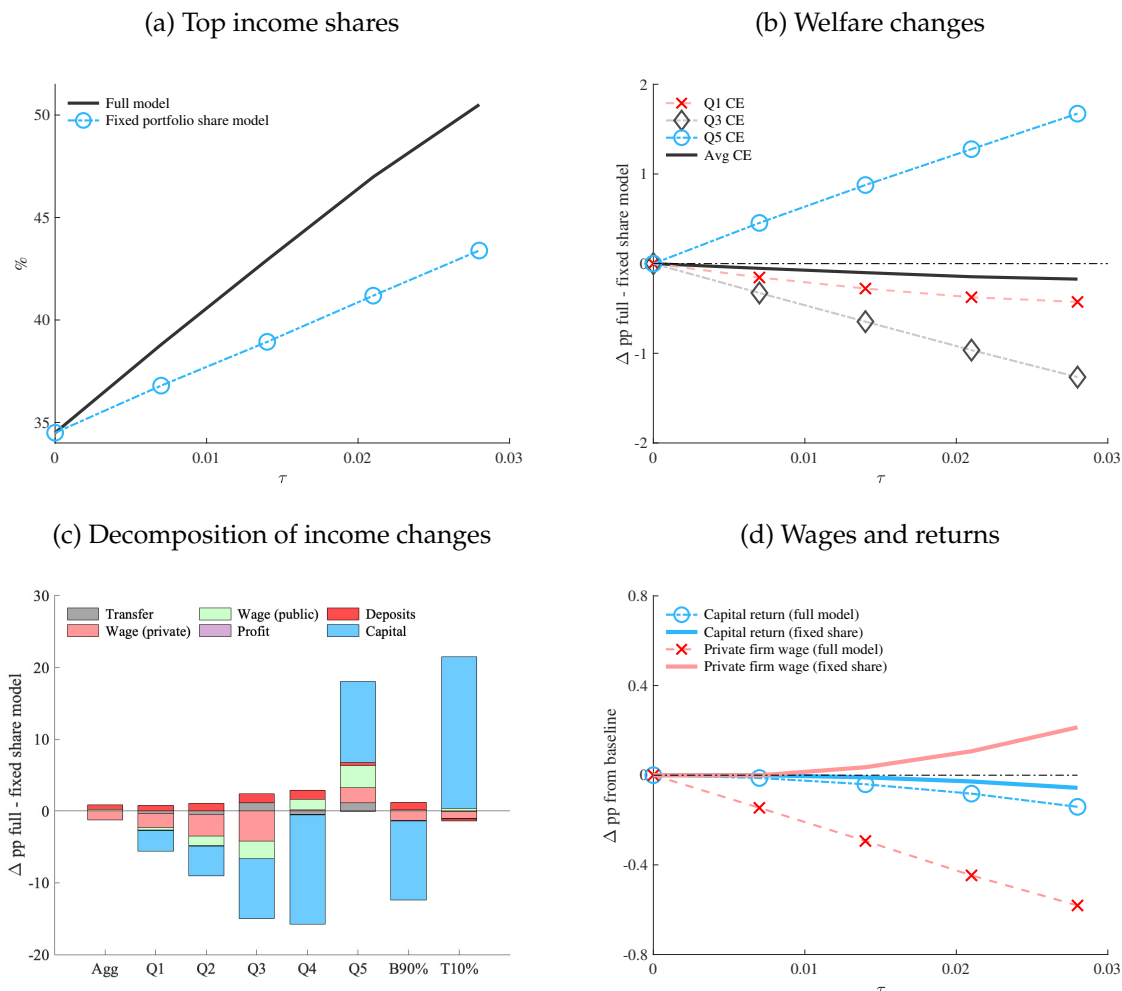 (a) Top income shares
Full model
Fixed portfolio share model
50
45
40
35
%
0
0.01
0.02
0.03
τ
(b) Welfare changes
Q1 CE
Q3 CE
Q5 CE
Avg CE
2
1
0
-1
-2
Δ pp full - fixed share model
0
0.01
0.02
0.03
τ
(c) Decomposition of income changes
Transfer
Wage (private)
Wage (public)
Profit
Deposits
Capital
30
20
10
0
-10
-20
Δ pp full - fixed share model
Agg
Q1
Q2
Q3
Q4
Q5
B90%
T10%
(d) Wages and returns
Capital return (full model)
Capital return (fixed share)
Private firm wage (full model)
Private firm wage (fixed share)
0.8
0.4
0
-0.4
-0.8
Δ pp from baseline
0
0.01
0.02
0.03
τ